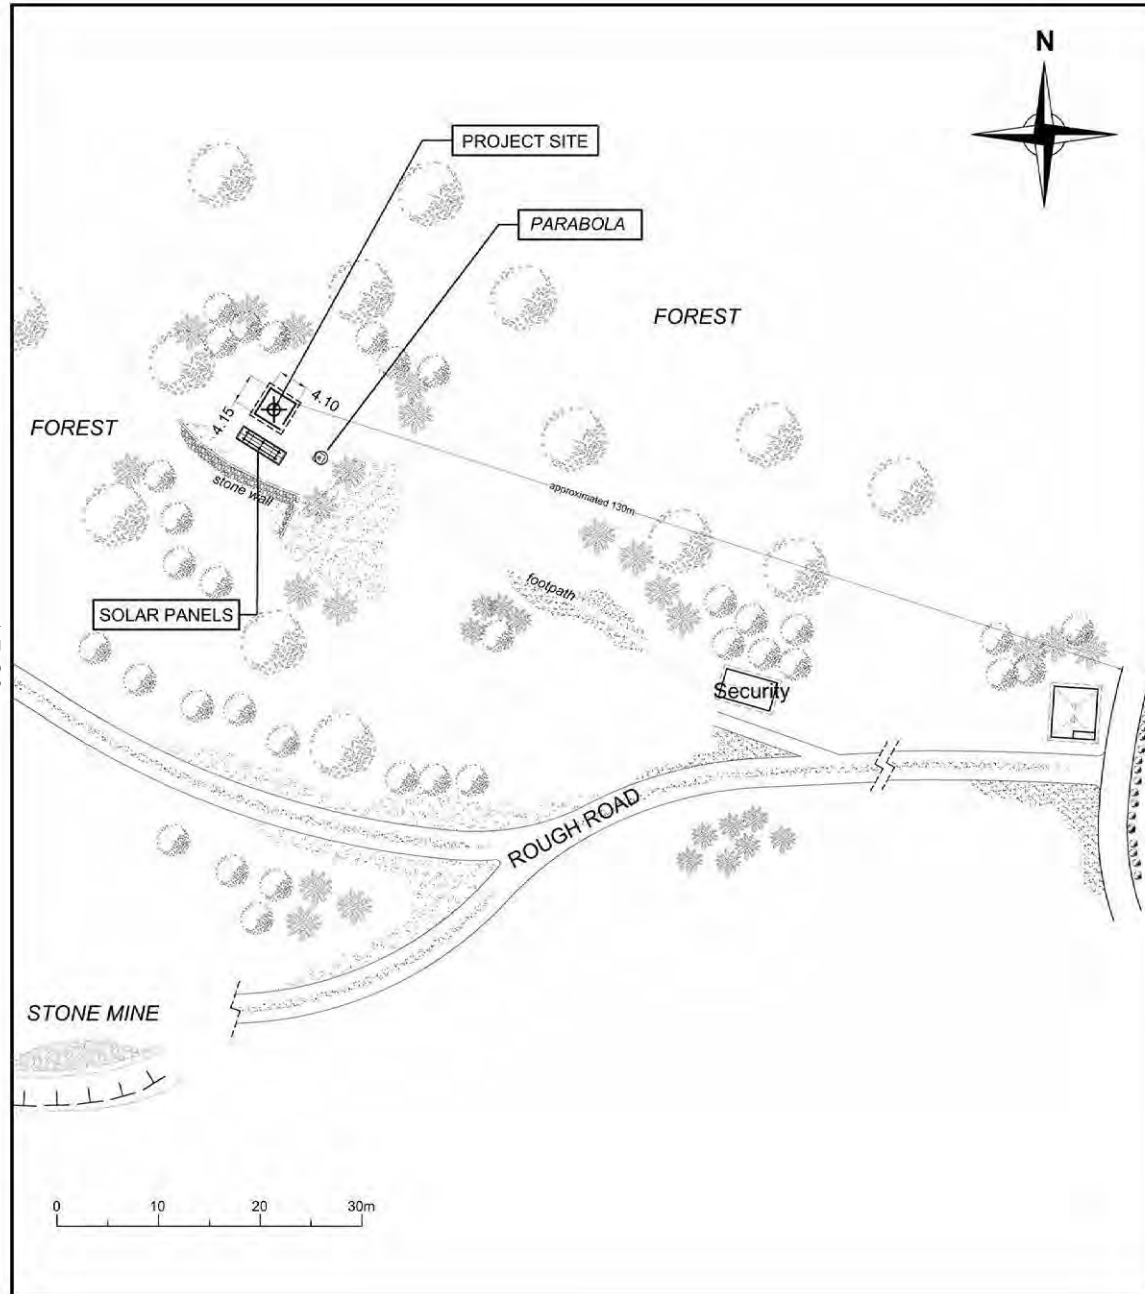 N
PROJECT SITE
PARABOLA
FOREST
4.10
4.15
FOREST
stone wall
approximated 130m
footpath
SOLAR PANELS
Security
ROUGH ROAD
STONE MINE
0 10 20 30m